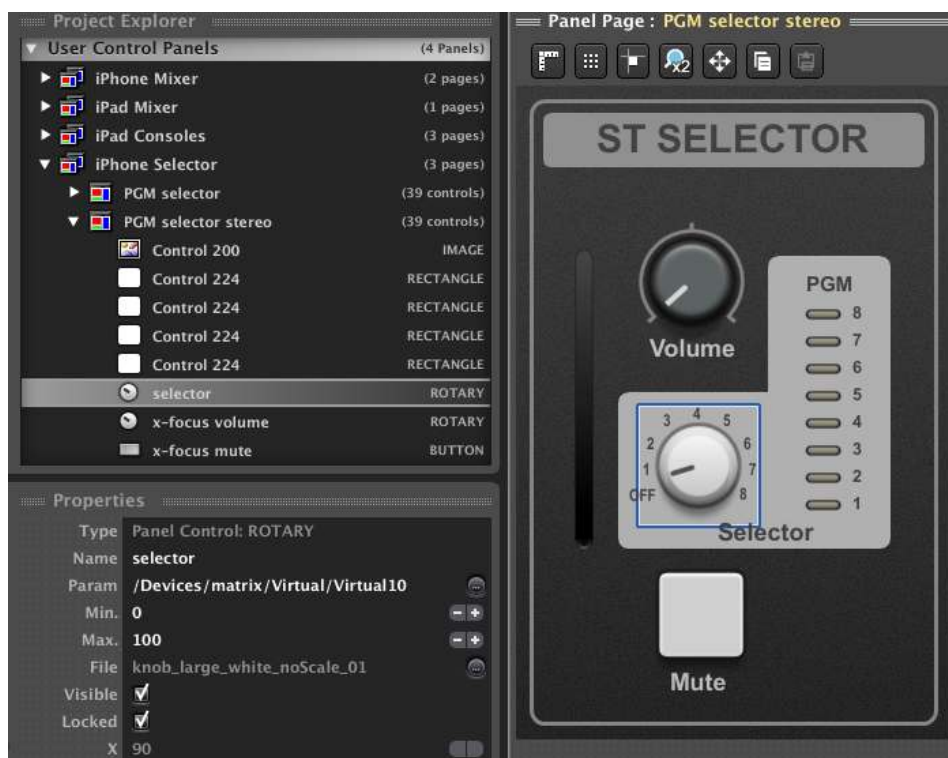 Project Explorer
User Control Panels (4 Panels)
iPhone Mixer (2 pages)
iPad Mixer (1 pages)
iPad Consoles (3 pages)
iPhone Selector (3 pages)
PGM selector (39 controls)
PGM selector stereo (39 controls)
Control 200 IMAGE
Control 224 RECTANGLE
Control 224 RECTANGLE
Control 224 RECTANGLE
Control 224 RECTANGLE
selector ROTARY
x-focus volume ROTARY
x-focus mute BUTTON
Properties
Type Panel Control: ROTARY
Name selector
Param /Devices/matrix/Virtual/Virtual10
Min. 0
Max. 100
File knob_large_white_noScale_01
Visible
Locked
X 90
Panel Page : PGM selector stereo
x2
ST SELECTOR
Volume
PGM
8
7
6
5
4
3
2
1
OFF 1 2 3 4 5 6 7 8
Selector
Mute